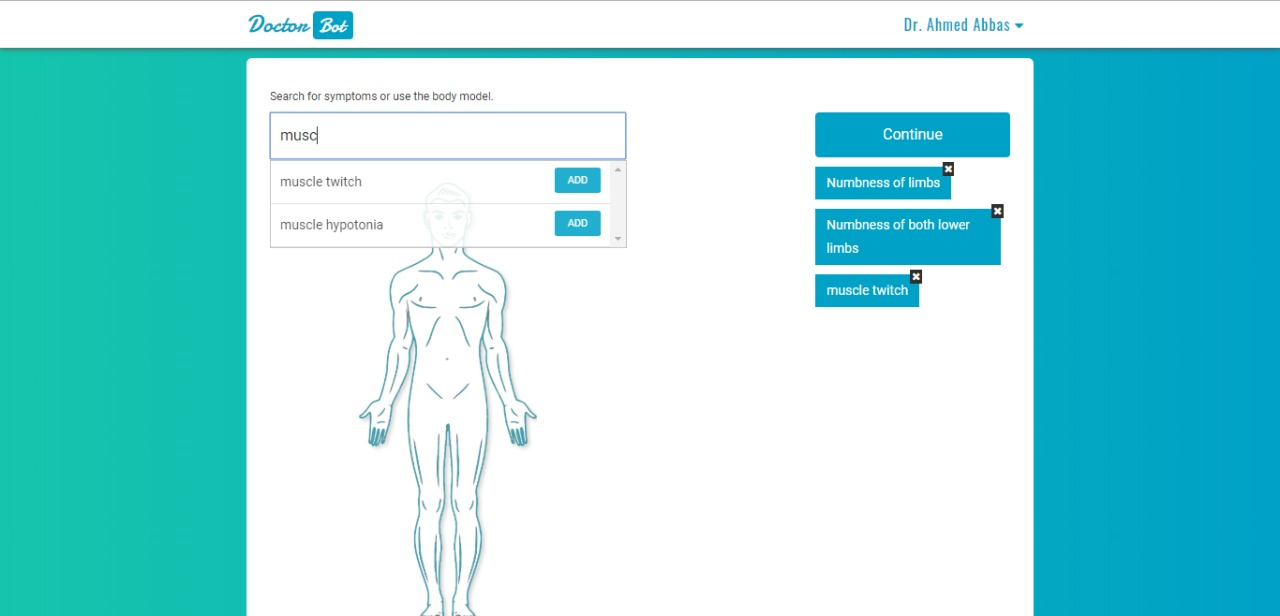 Doctor Bot
Dr. Ahmed Abbas
Search for symptoms or use the body model.
musc
muscle twitch ADD
muscle hypotonia ADD
Continue
Numbness of limbs
Numbness of both lower
limbs
muscle twitch